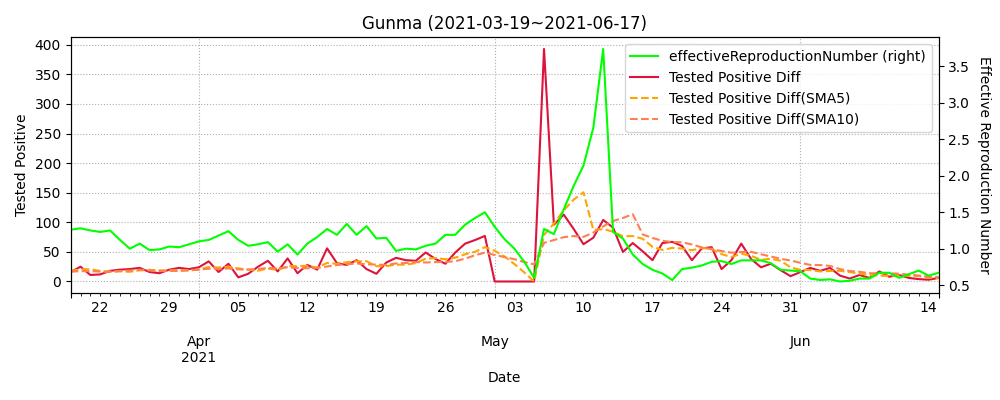 Gunma (2021-03-19~2021-06-17)
effectiveReproductionNumber (right)
Tested Positive Diff
Tested Positive Diff(SMA5)
Tested Positive Diff(SMA10)
Tested Positive
400
350
300
250
200
150
100
50
0
3.5
3.0
2.5
2.0
1.5
1.0
0.5
Effective Reproduction Number
22 29 05 12 19 26 03 10 17 24 31 07 14
Apr May Jun
2021
Date